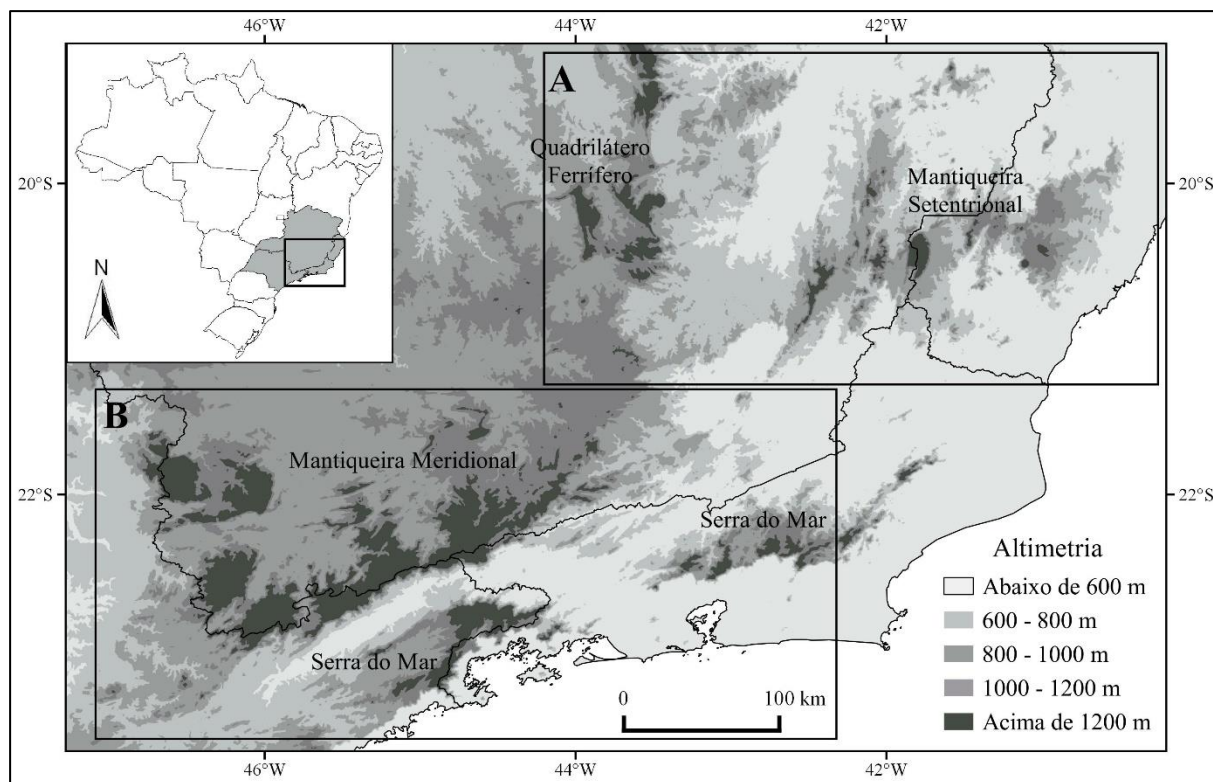 46°W
44°W
42°W
A
Quadrilátero
Ferrífero
20°S
Mantiqueira
Setentrional
20°S
N
B
Mantiqueira Meridional
22°S
Serra do Mar
22°S
Serra do Mar
Altimetria
Abaixo de 600 m
600 - 800 m
800 - 1000 m
1000 - 1200 m
Acima de 1200 m
0
100 km
46°W
44°W
42°W